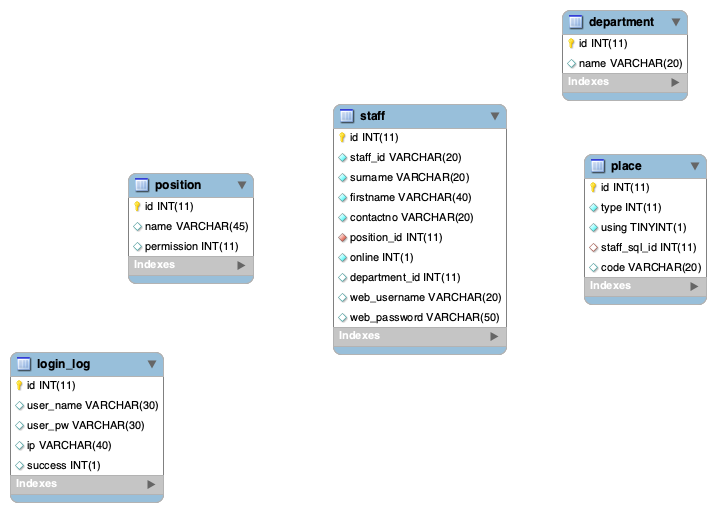 department
id INT(11)
name VARCHAR(20)
Indexes
staff
id INT(11)
staff_id VARCHAR(20)
surname VARCHAR(20)
firstname VARCHAR(40)
contactno VARCHAR(20)
position_id INT(11)
online INT(1)
department_id INT(11)
web_username VARCHAR(20)
web_password VARCHAR(50)
Indexes
place
id INT(11)
type INT(11)
using TINYINT(1)
staff_sql_id INT(11)
code VARCHAR(20)
Indexes
position
id INT(11)
name VARCHAR(45)
permission INT(11)
Indexes
login_log
id INT(11)
user_name VARCHAR(30)
user_pw VARCHAR(30)
ip VARCHAR(40)
success INT(1)
Indexes